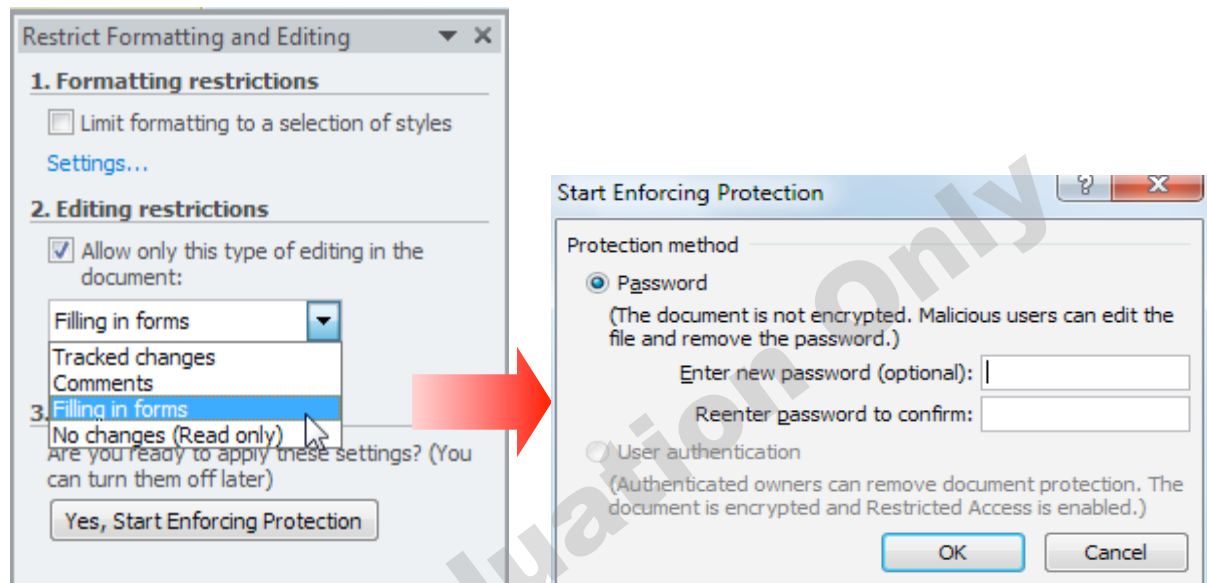 Restrict Formatting and Editing
1. Formatting restrictions
Limit formatting to a selection of styles
Settings...
2. Editing restrictions
Allow only this type of editing in the
document:
Filling in forms
Tracked changes
Comments
Filling in forms
No changes (Read only)
3.
Are you ready to apply these settings? (You
can turn them off later)
Yes, Start Enforcing Protection
Start Enforcing Protection
?
Protection method
Password
(The document is not encrypted. Malicious users can edit the
file and remove the password.)
Enter new password (optional):
Reenter password to confirm:
User authentication
(Authenticated owners can remove document protection. The
document is encrypted and Restricted Access is enabled.)
OK
Cancel
uation Only